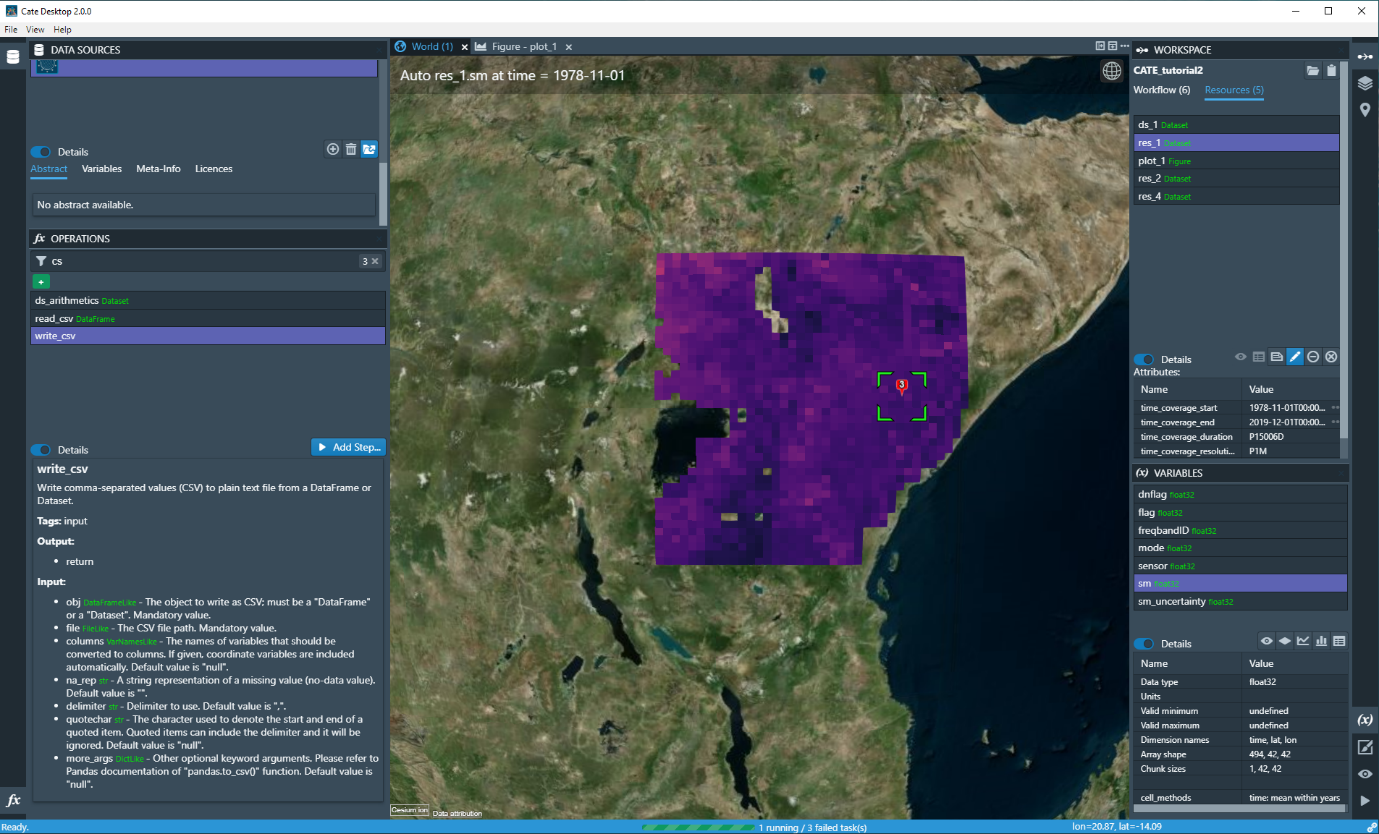 Cate Desktop 2.0.0
File View Help
DATA SOURCES
Details
Abstract Variables Meta-Info Licences
No abstract available.
fx OPERATIONS
cs 3
ds_arithmetics Dataset
read_csv DataFrame
write_csv
Details
Add Step...
write_csv
Write comma-separated values (CSV) to plain text file from a DataFrame or
Dataset.
Tags: input
Output:
• return
Input:
• obj DataFrameLike - The object to write as CSV; must be a "DataFrame"
or a "Dataset". Mandatory value.
• file FileLike - The CSV file path. Mandatory value.
• columns VarNamesLike - The names of variables that should be
converted to columns. If given, coordinate variables are included
automatically. Default value is "null".
• na_rep str - A string representation of a missing value (no-data value).
Default value is "".
• delimiter str - Delimiter to use. Default value is ",".
• quotechar str - The character used to denote the start and end of a
quoted item. Quoted items can include the delimiter and it will be
ignored. Default value is "null".
• more_args DictLike - Other optional keyword arguments. Please refer to
Pandas documentation of "pandas.to_csv()" function. Default value is
"null".
fx
World (1) Figure - plot_1
Auto res_1.sm at time = 1978-11-01
3
Cesium ion Data attribution
WORKSPACE
CATE_tutorial2
Workflow (6) Resources (5)
ds_1 Dataset
res_1 Dataset
plot_1 Figure
res_2 Dataset
res_4 Dataset
Details
Attributes:
Name Value
time_coverage_start 1978-11-01T00:00...
time_coverage_end 2019-12-01T00:00...
time_coverage_duration P15006D
time_coverage_resoluti... P1M
(x) VARIABLES
dnflag float32
flag float32
freqbandID float32
mode float32
sensor float32
sm float32
sm_uncertainty float32
Details
Name Value
Data type float32
Units
Valid minimum undefined
Valid maximum undefined
Dimension names time, lat, lon
Array shape 494, 42, 42
Chunk sizes 1, 42, 42
cell_methods time: mean within years
(x)
Ready. 1 running / 3 failed task(s) lon=20.87, lat=-14.09